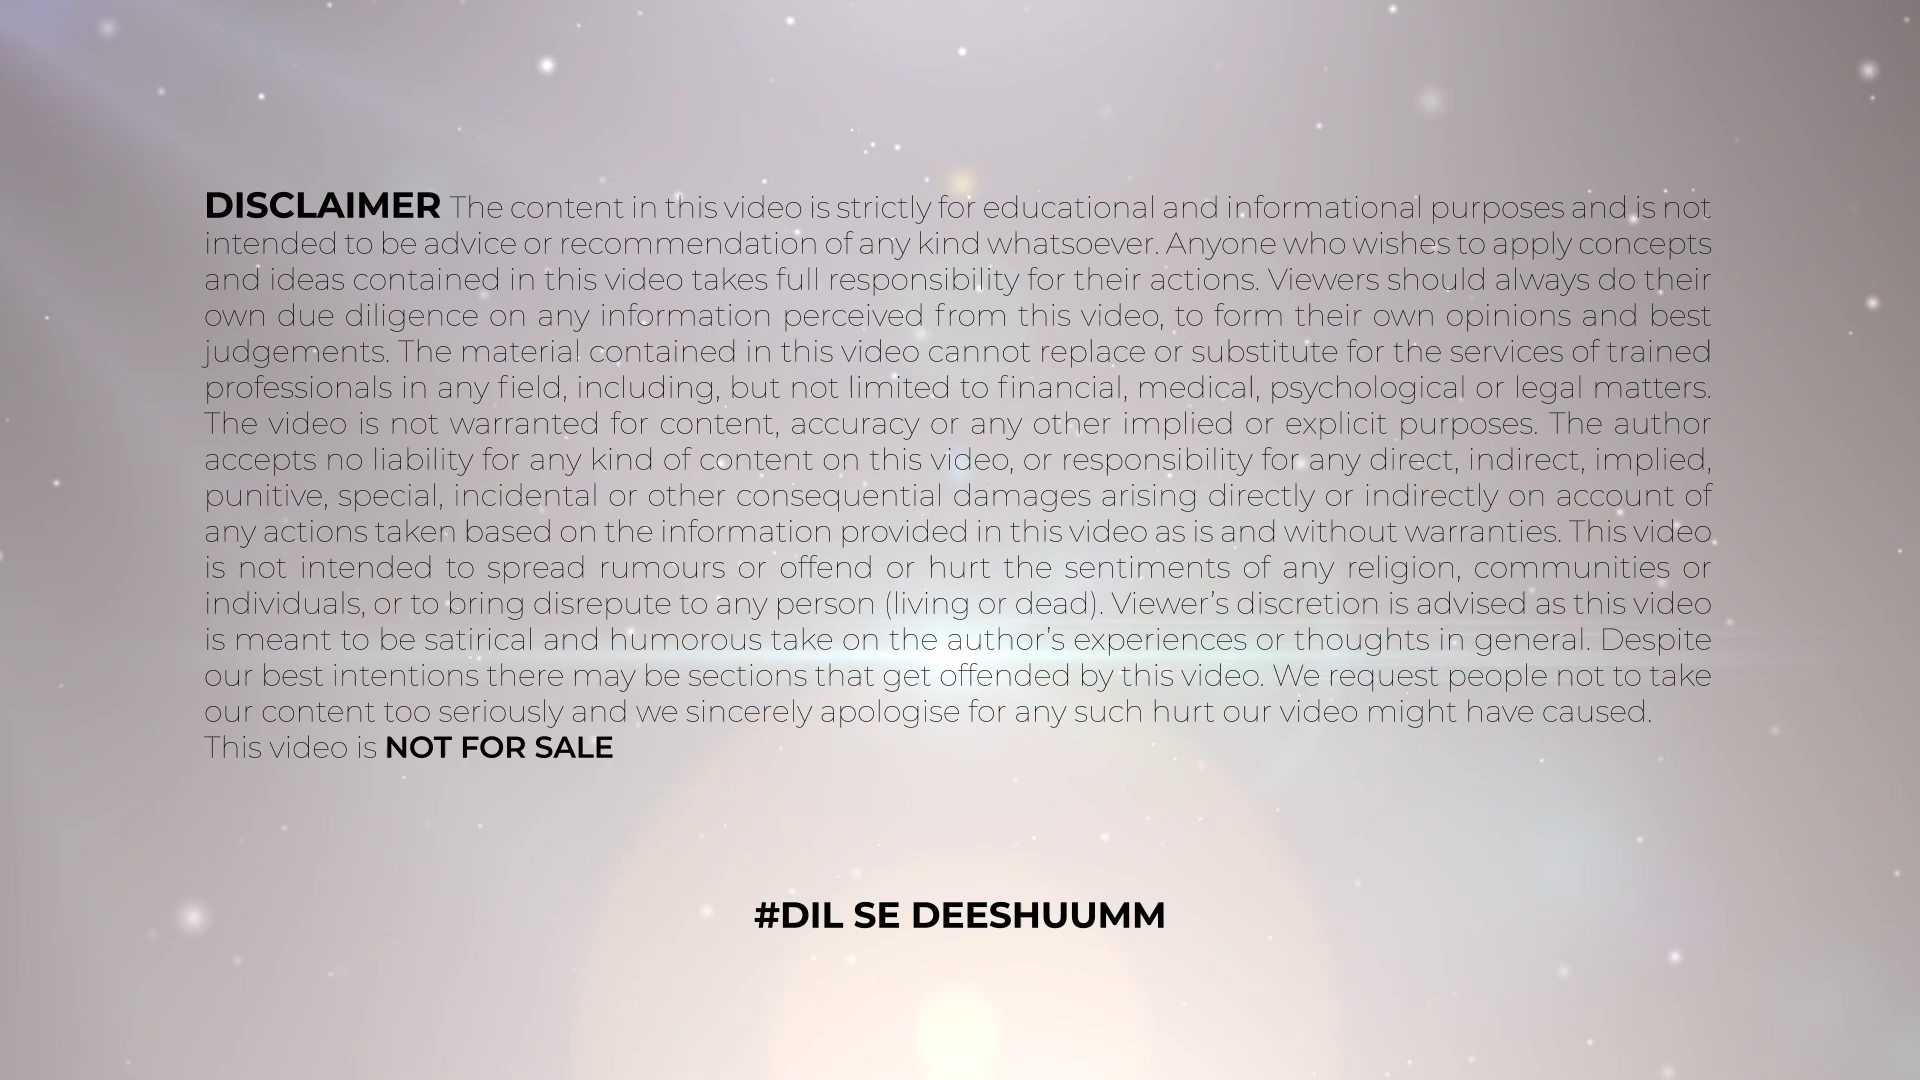 DISCLAIMER The content in this video is strictly for educational and informational purposes and is not
intended to be advice or recommendation of any kind whatsoever. Anyone who wishes to apply concepts
and ideas contained in this video takes full responsibility for their actions. Viewers should always do their
own due diligence on any information perceived from this video, to form their own opinions and best
judgements. The material contained in this video cannot replace or substitute for the services of trained
professionals in any field, including, but not limited to financial, medical, psychological or legal matters.
The video is not warranted for content, accuracy or any other implied or explicit purposes. The author
accepts no liability for any kind of content on this video, or responsibility for any direct, indirect, implied,
punitive, special, incidental or other consequential damages arising directly or indirectly on account of
any actions taken based on the information provided in this video as is and without warranties. This video
is not intended to spread rumours or offend or hurt the sentiments of any religion, communities or
individuals, or to bring disrepute to any person (living or dead). Viewer’s discretion is advised as this video
is meant to be satirical and humorous take on the author’s experiences or thoughts in general. Despite
our best intentions there may be sections that get offended by this video. We request people not to take
our content too seriously and we sincerely apologise for any such hurt our video might have caused.
This video is NOT FOR SALE
#DIL SE DEESHUUMM